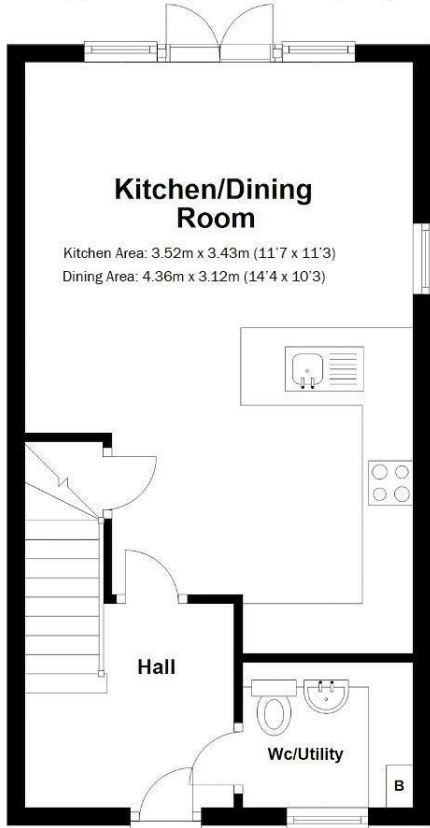 Kitchen/Dining
Room
Kitchen Area: 3.52m x 3.43m (11'7 x 11'3)
Dining Area: 4.36m x 3.12m (14'4 x 10'3)
Hall
Wc/Utility
B